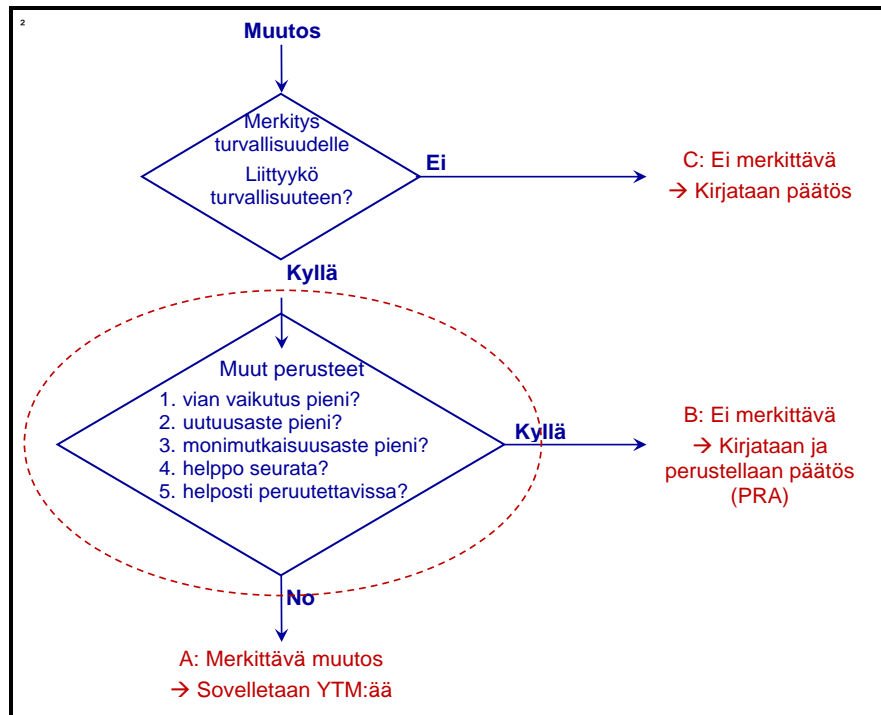 2
Muutos
Merkitys
turvallisuudelle
Liittyykö
turvallisuuteen?
Ei
C: Ei merkittävä
→ Kirjataan päätös
Kyllä
Muut perusteet
1. vian vaikutus pieni?
2. uutuusaste pieni?
3. monimutkaisuusaste pieni?
4. helppo seurata?
5. helposti peruutettavissa?
Kyllä
B: Ei merkittävä
→ Kirjataan ja
perustellaan päätös
(PRA)
No
A: Merkittävä muutos
→ Sovelletaan YTM:ää